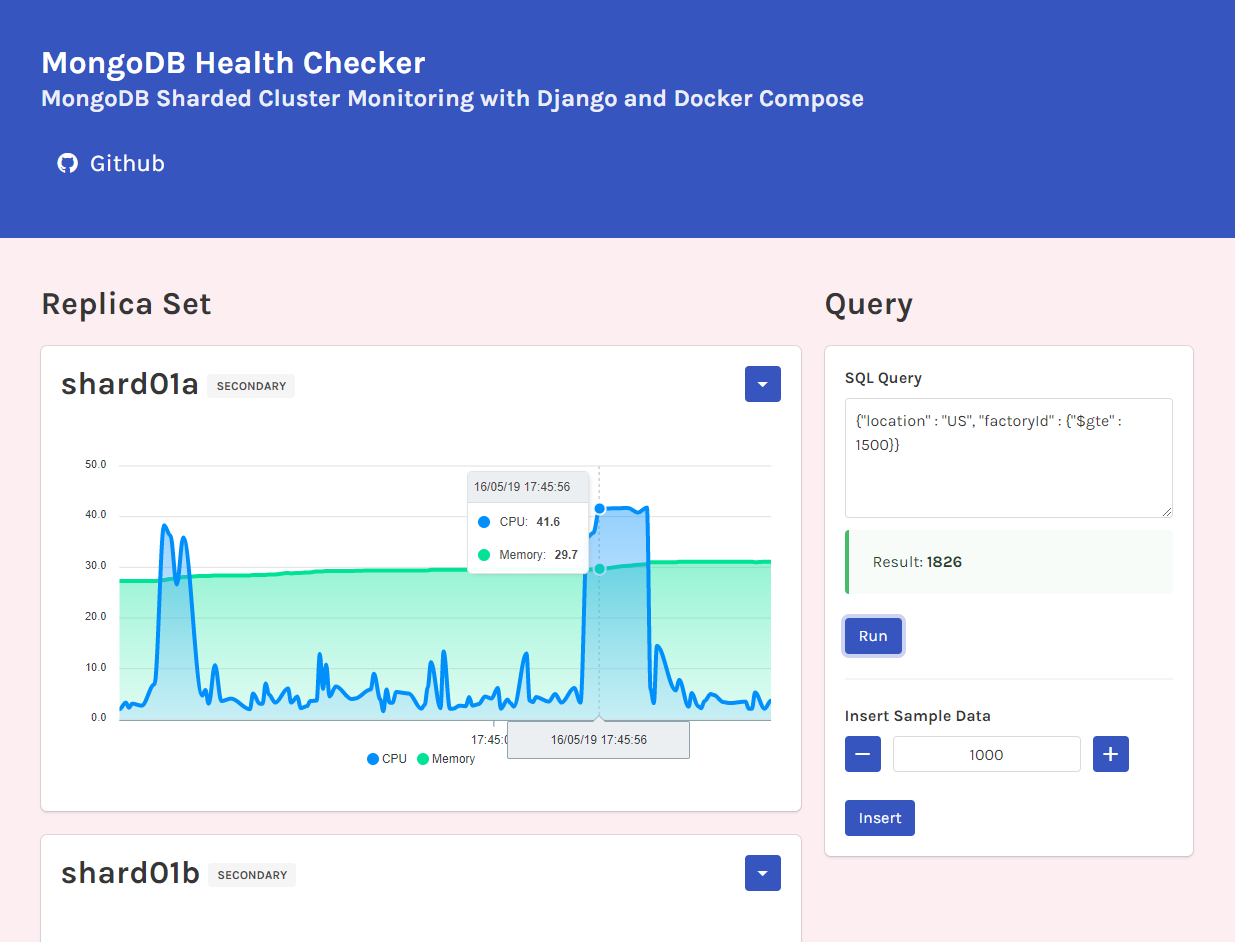 MongoDB Health Checker
MongoDB Sharded Cluster Monitoring with Django and Docker Compose
Github
Replica Set
shard01a SECONDARY
50.0
40.0
30.0
20.0
10.0
0.0
16/05/19 17:45:56
CPU: 41.6
Memory: 29.7
17:45:0
16/05/19 17:45:56
CPU Memory
shard01b SECONDARY
Query
SQL Query
{"location" : "US", "factoryId" : {"$gte" :
1500}}
Result: 1826
Run
Insert Sample Data
1000
Insert